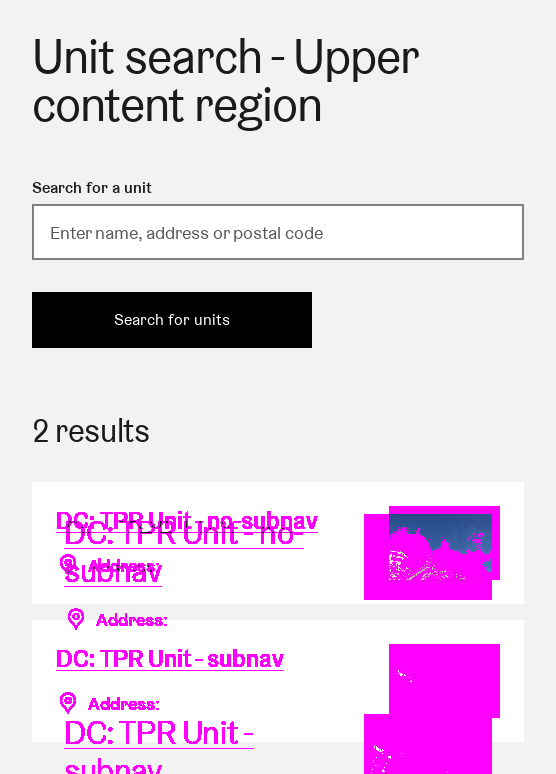 Unit search - Upper
content region
Search for a unit
Enter name, address or postal code
Search for units
2 results
DC: TPR Unit - no-subnav
DC: TPR Unit - no-
subnav
Address:
Address:
DC: TPR Unit - subnav
Address:
DC: TPR Unit -
subnav